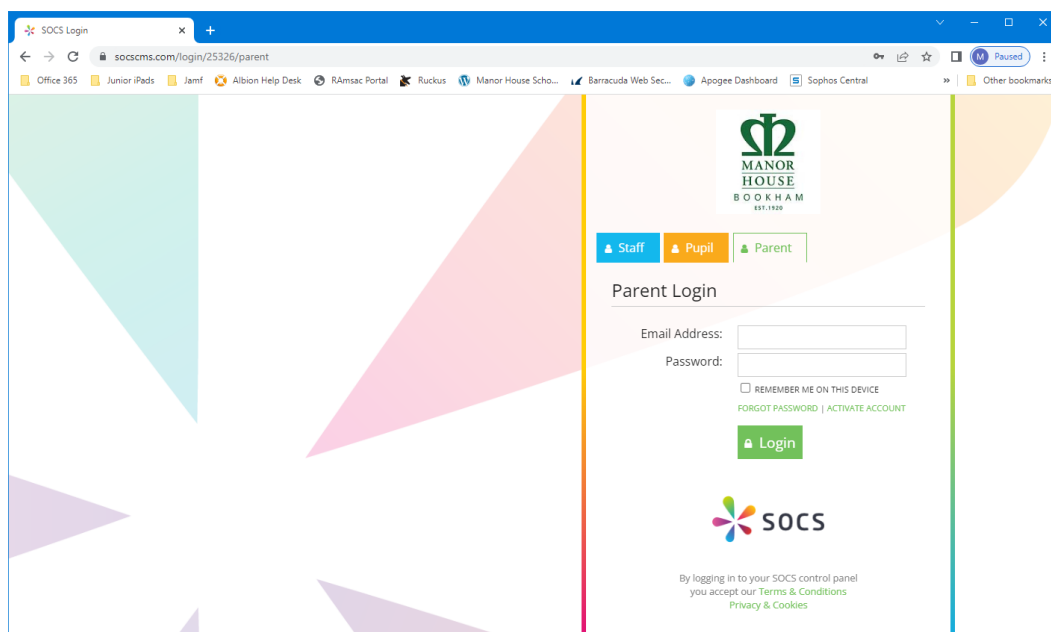 SOCS Login
socscms.com/login/25326/parent
M Paused
Office 365 Junior iPads Jamf Albion Help Desk RAmsac Portal Ruckus Manor House Scho... Barracuda Web Sec... Apogee Dashboard S Sophos Central Other bookmarks
MANOR
HOUSE
BOOKHAM
EST.1920
Staff Pupil Parent
Parent Login
Email Address:
Password:
REMEMBER ME ON THIS DEVICE
FORGOT PASSWORD | ACTIVATE ACCOUNT
Login
SOCS
By logging in to your SOCS control panel
you accept our Terms & Conditions
Privacy & Cookies